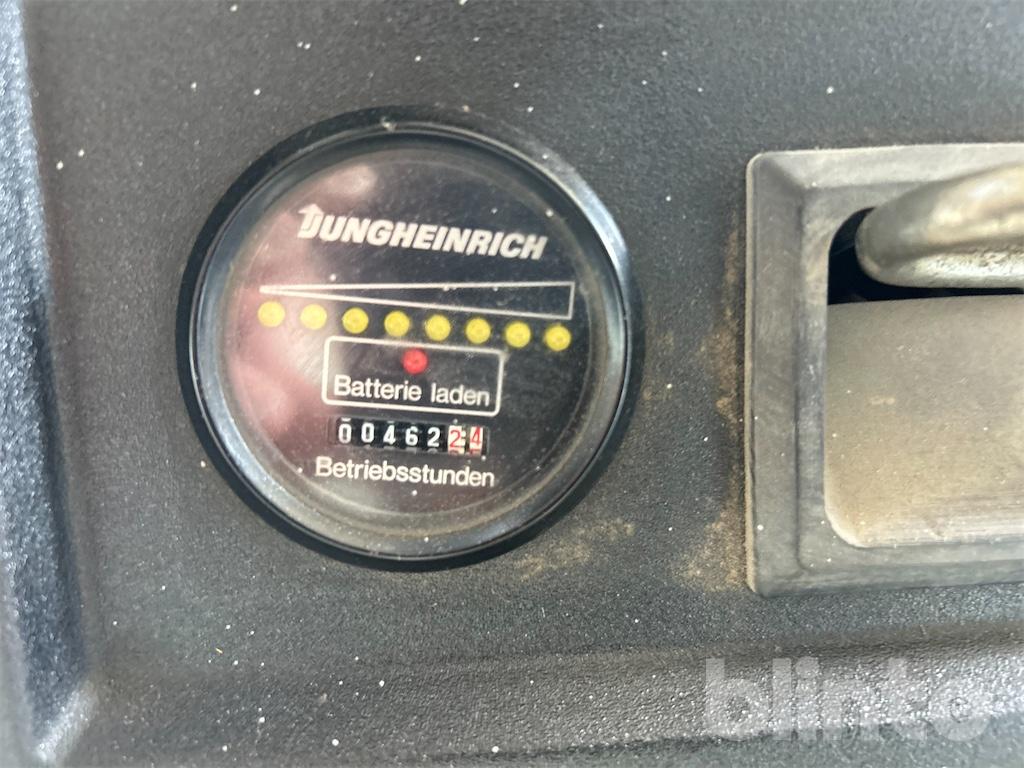 JUNGHEINRICH
Batterie laden
0046224
Betriebsstunden
blinto